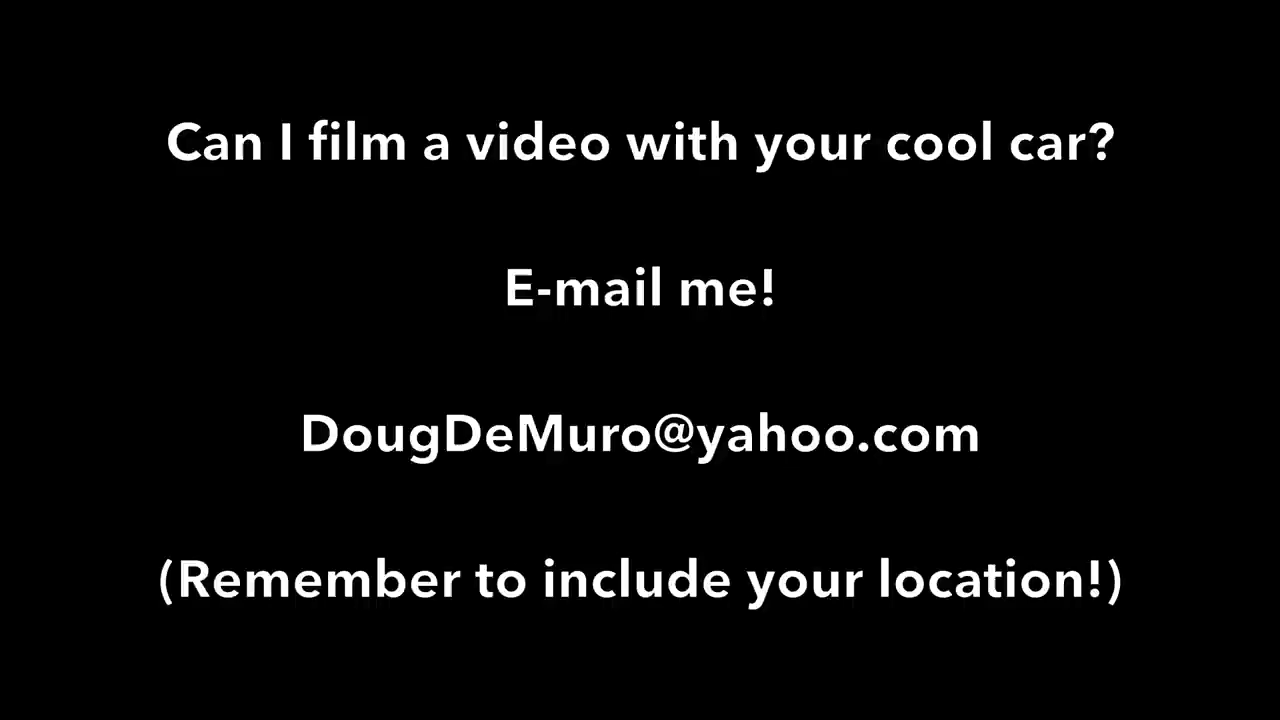 Can I film a video with your cool car?
E-mail me!
DougDeMuro@yahoo.com
(Remember to include your location!)